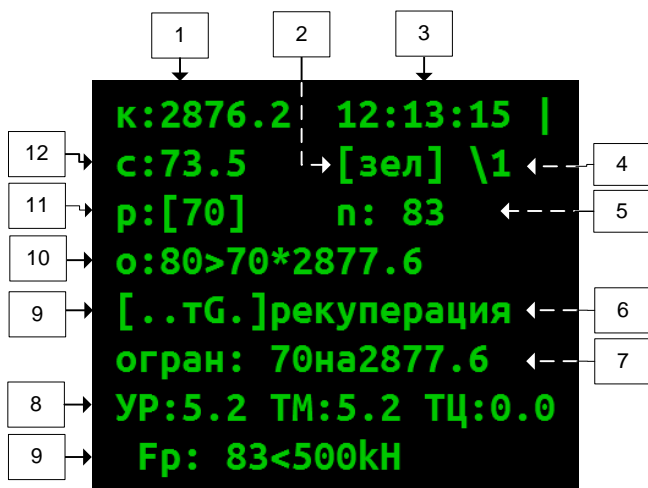 1 2 3
к:2876.2 12:13:15 |
12 с:73.5 [зел] \1 4
11 р:[70] п: 83 5
10 о:80>70*2877.6
9 [..тG.]рекуперация 6
огран: 70на2877.6 7
8 УР:5.2 ТМ:5.2 ТЦ:0.0
9 Fр: 83<500kН